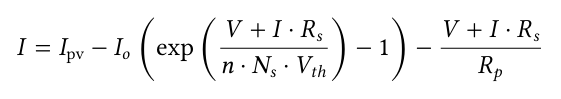 I = I_pv − I_o ( exp ( (V + I · R_s) / (n · N_s · V_th) ) − 1 ) − (V + I · R_s) / R_p